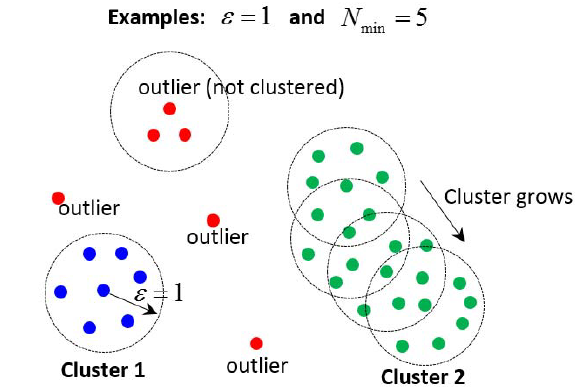 Examples: ε = 1 and N_min = 5
outlier (not clustered)
Cluster grows
outlier
outlier
ε = 1
outlier
Cluster 1
Cluster 2